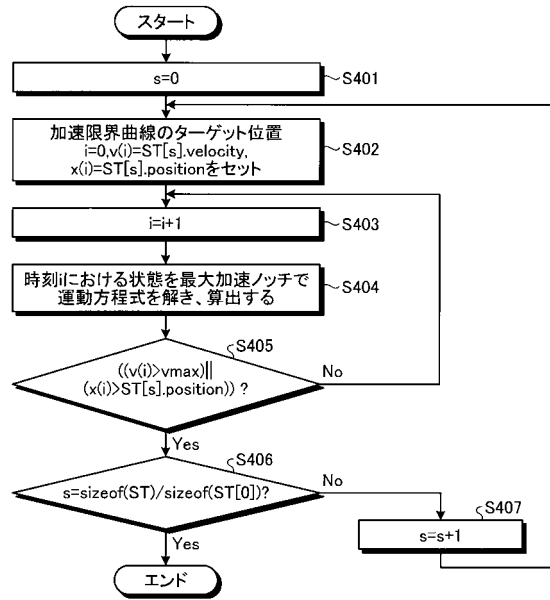 スタート
s=0
S401
加速限界曲線のターゲット位置
i=0,v(i)=ST[s].velocity,
x(i)=ST[s].positionをセット
S402
i=i+1
S403
時刻iにおける状態を最大加速ノッチで
運動方程式を解き、算出する
S404
S405
((v(i)>vmax)||
(x(i)>ST[s].position))？
No
Yes
S406
s=sizeof(ST)/sizeof(ST[0])?
No
S407
s=s+1
Yes
エンド